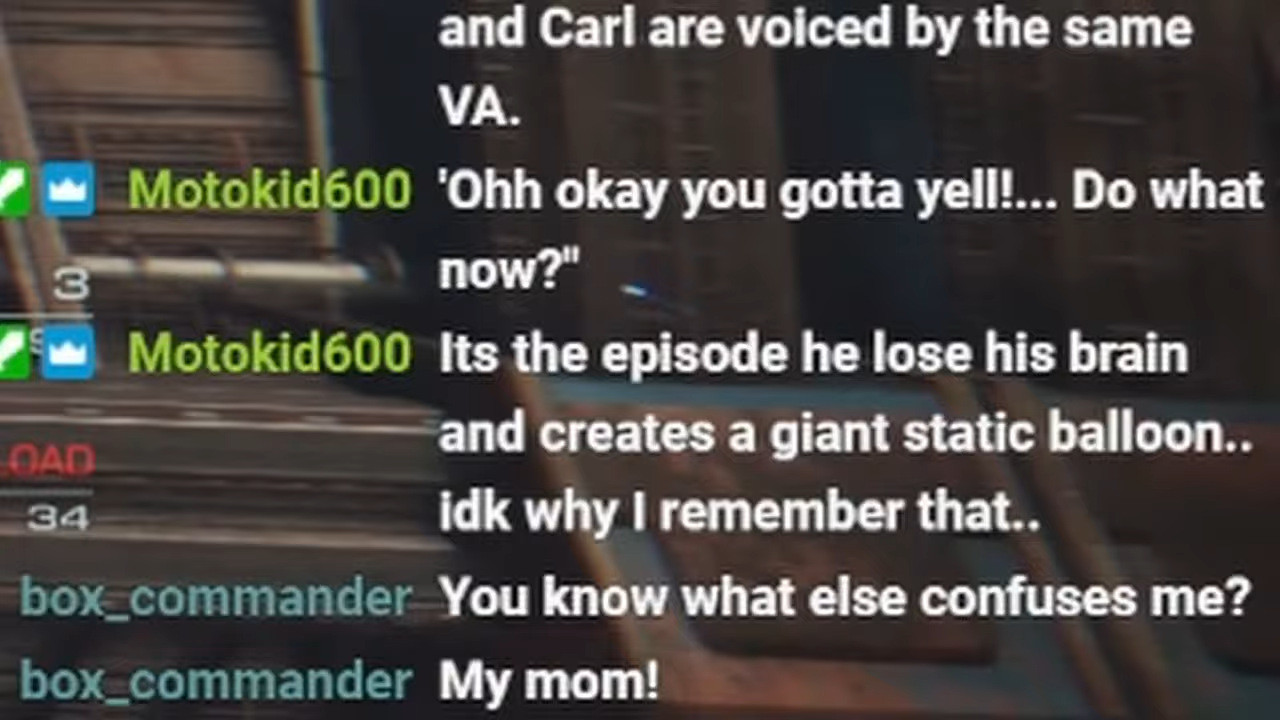 and Carl are voiced by the same
VA.
Motokid600 'Ohh okay you gotta yell!... Do what
now?"
3
Motokid600 Its the episode he lose his brain
and creates a giant static balloon..
OAD
idk why I remember that..
34
box_commander You know what else confuses me?
box_commander My mom!